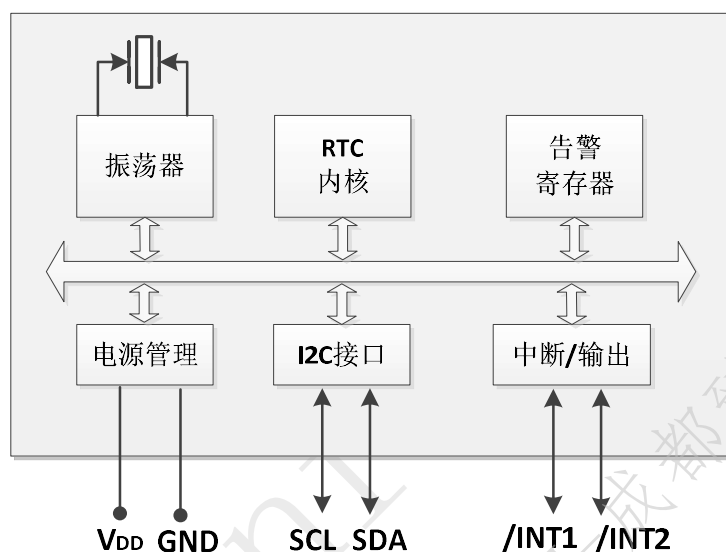 振荡器
RTC
内核
告警
寄存器
电源管理
I2C接口
中断/输出
VDD GND SCL SDA /INT1 /INT2